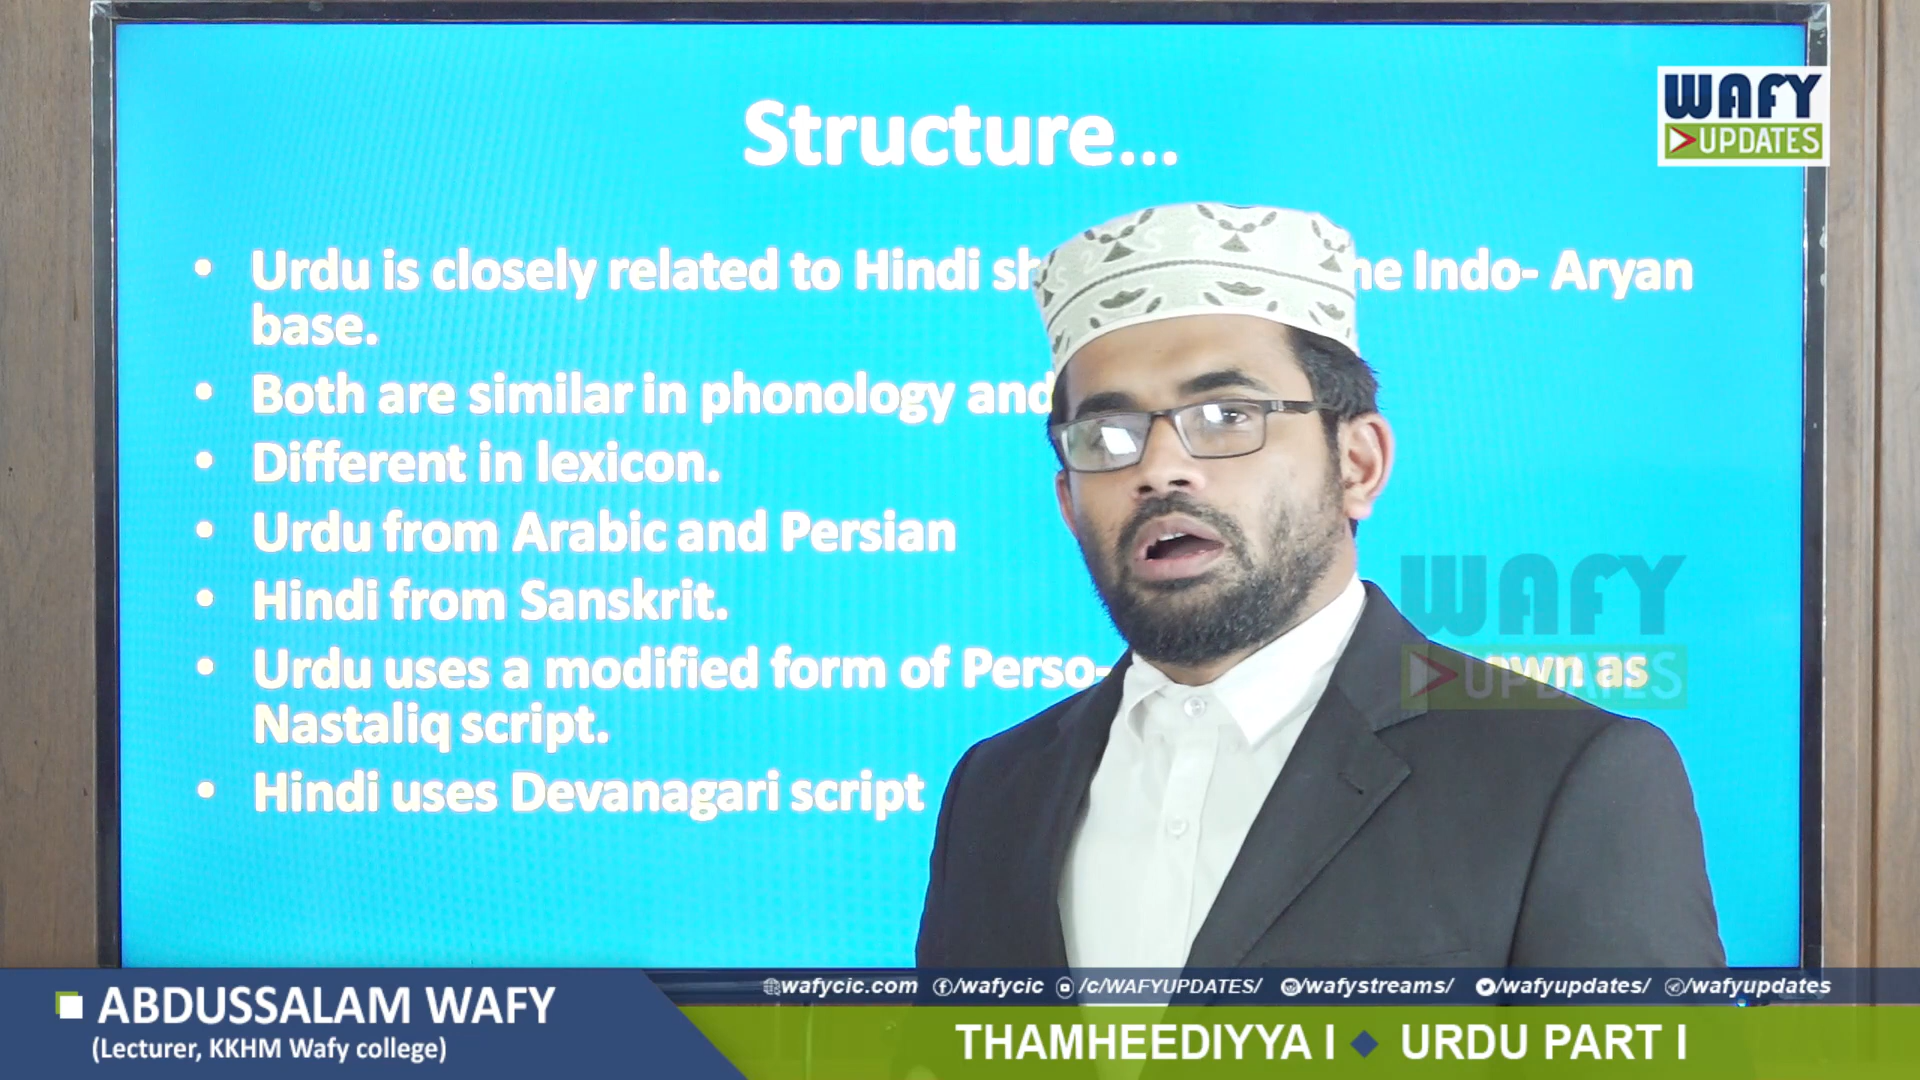 WAFY
UPDATES
Structure...
• Urdu is closely related to Hindi Indo- Aryan
base.
• Both are similar in phonology and
• Different in lexicon.
• Urdu from Arabic and Persian
• Hindi from Sanskrit.
• Urdu uses a modified form of Perso- as
Nastaliq script.
• Hindi uses Devanagari script
WAFY
UPDATES
wafycic.com /wafycic /c/WAFYUPDATES/ /wafystreams/ /wafyupdates/ /wafyupdates
ABDUSSALAM WAFY
(Lecturer, KKHM Wafy college)
THAMHEEDIYYA I ◆ URDU PART I